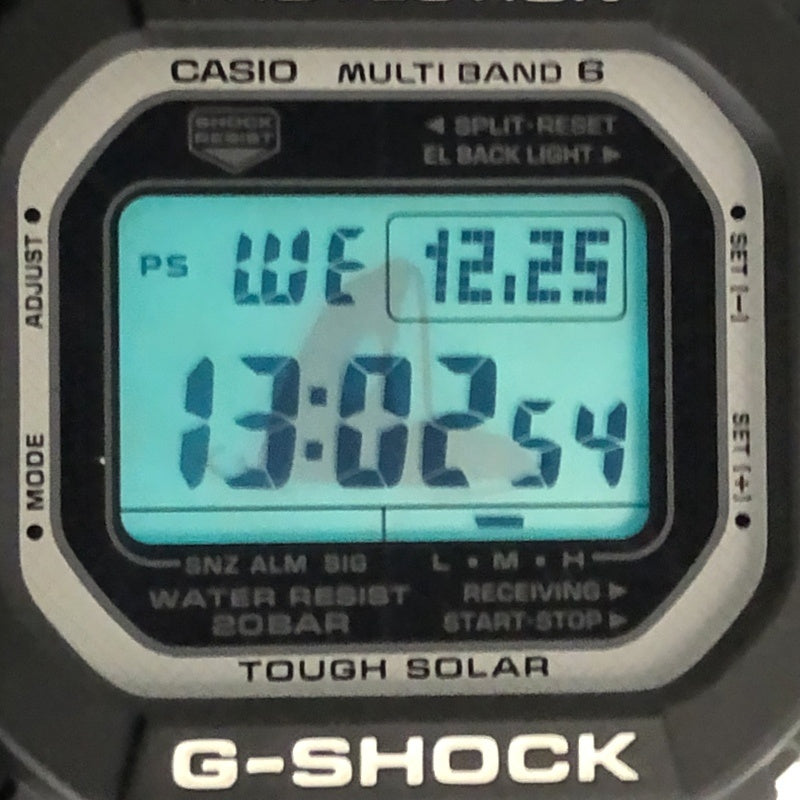 CASIO MULTI BAND 6
SHOCK RESIST
◀ SPLIT·RESET
EL BACK LIGHT ▶
ADJUST
SET [−]
PS WE 12.25
13:02 54
MODE
SET [+]
SNZ ALM SIG L • M • H
WATER RESIST
20BAR
RECEIVING ▶
START·STOP ▶
TOUGH SOLAR
G-SHOCK